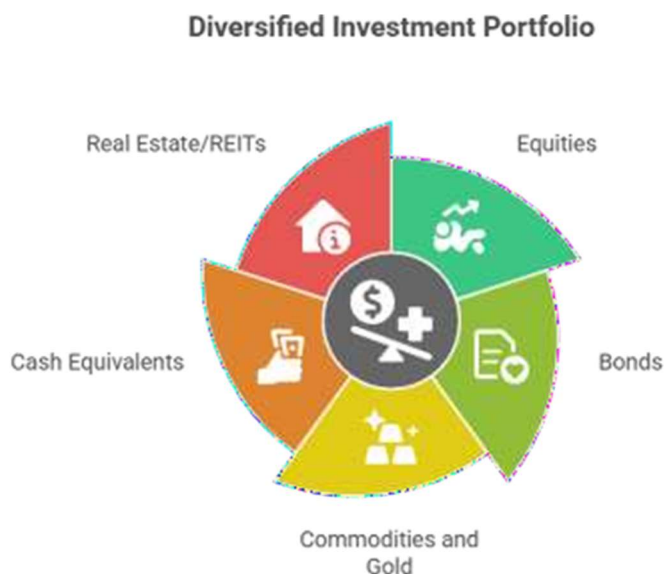 Diversified Investment Portfolio
Real Estate/REITs
Equities
Cash Equivalents
Bonds
Commodities and
Gold